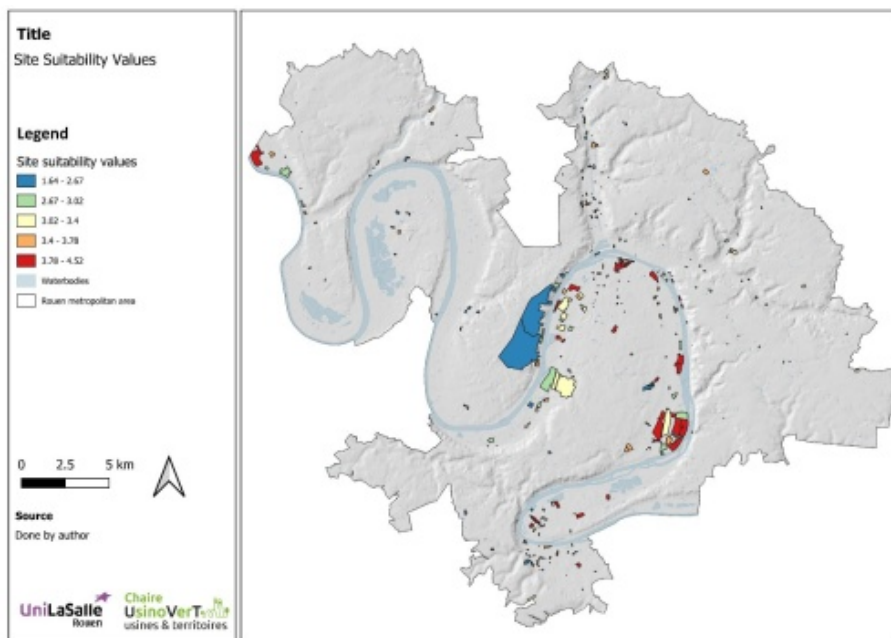 Title
Site Suitability Values
Legend
Site suitability values
1.64 - 2.67
2.67 - 3.02
3.02 - 3.4
3.4 - 3.78
3.78 - 4.52
Waterbodies
Rouen metropolitan area
0 2.5 5 km
Source
Done by author
UniLaSalle
Rouen
Chaire
UsinoVerT
usines & territoires